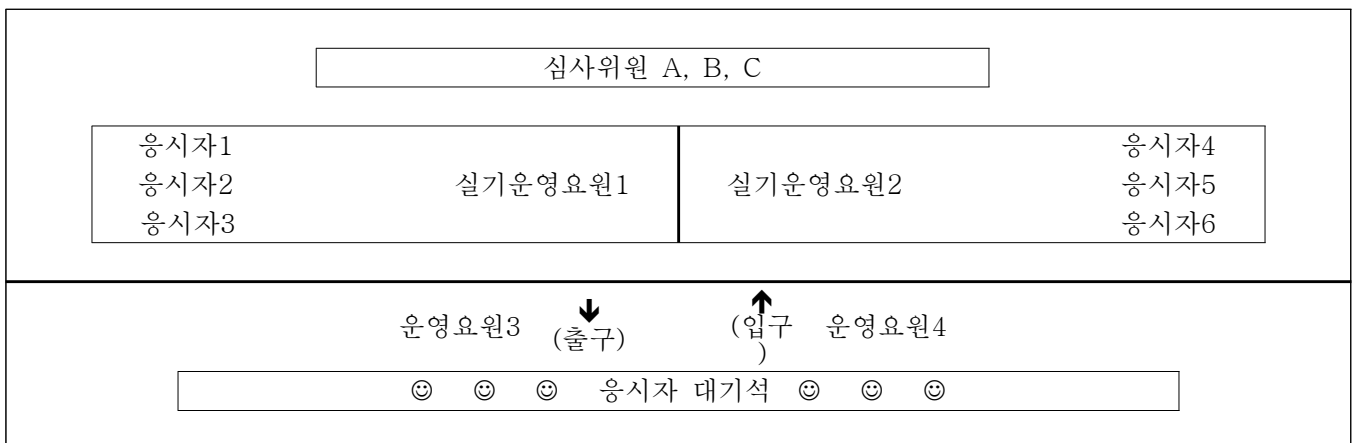 심사위원 A, B, C
응시자1 응시자4
응시자2 실기운영요원1 실기운영요원2 응시자5
응시자3 응시자6
운영요원3 (출구) (입구) 운영요원4
☺ ☺ ☺ 응시자 대기석 ☺ ☺ ☺